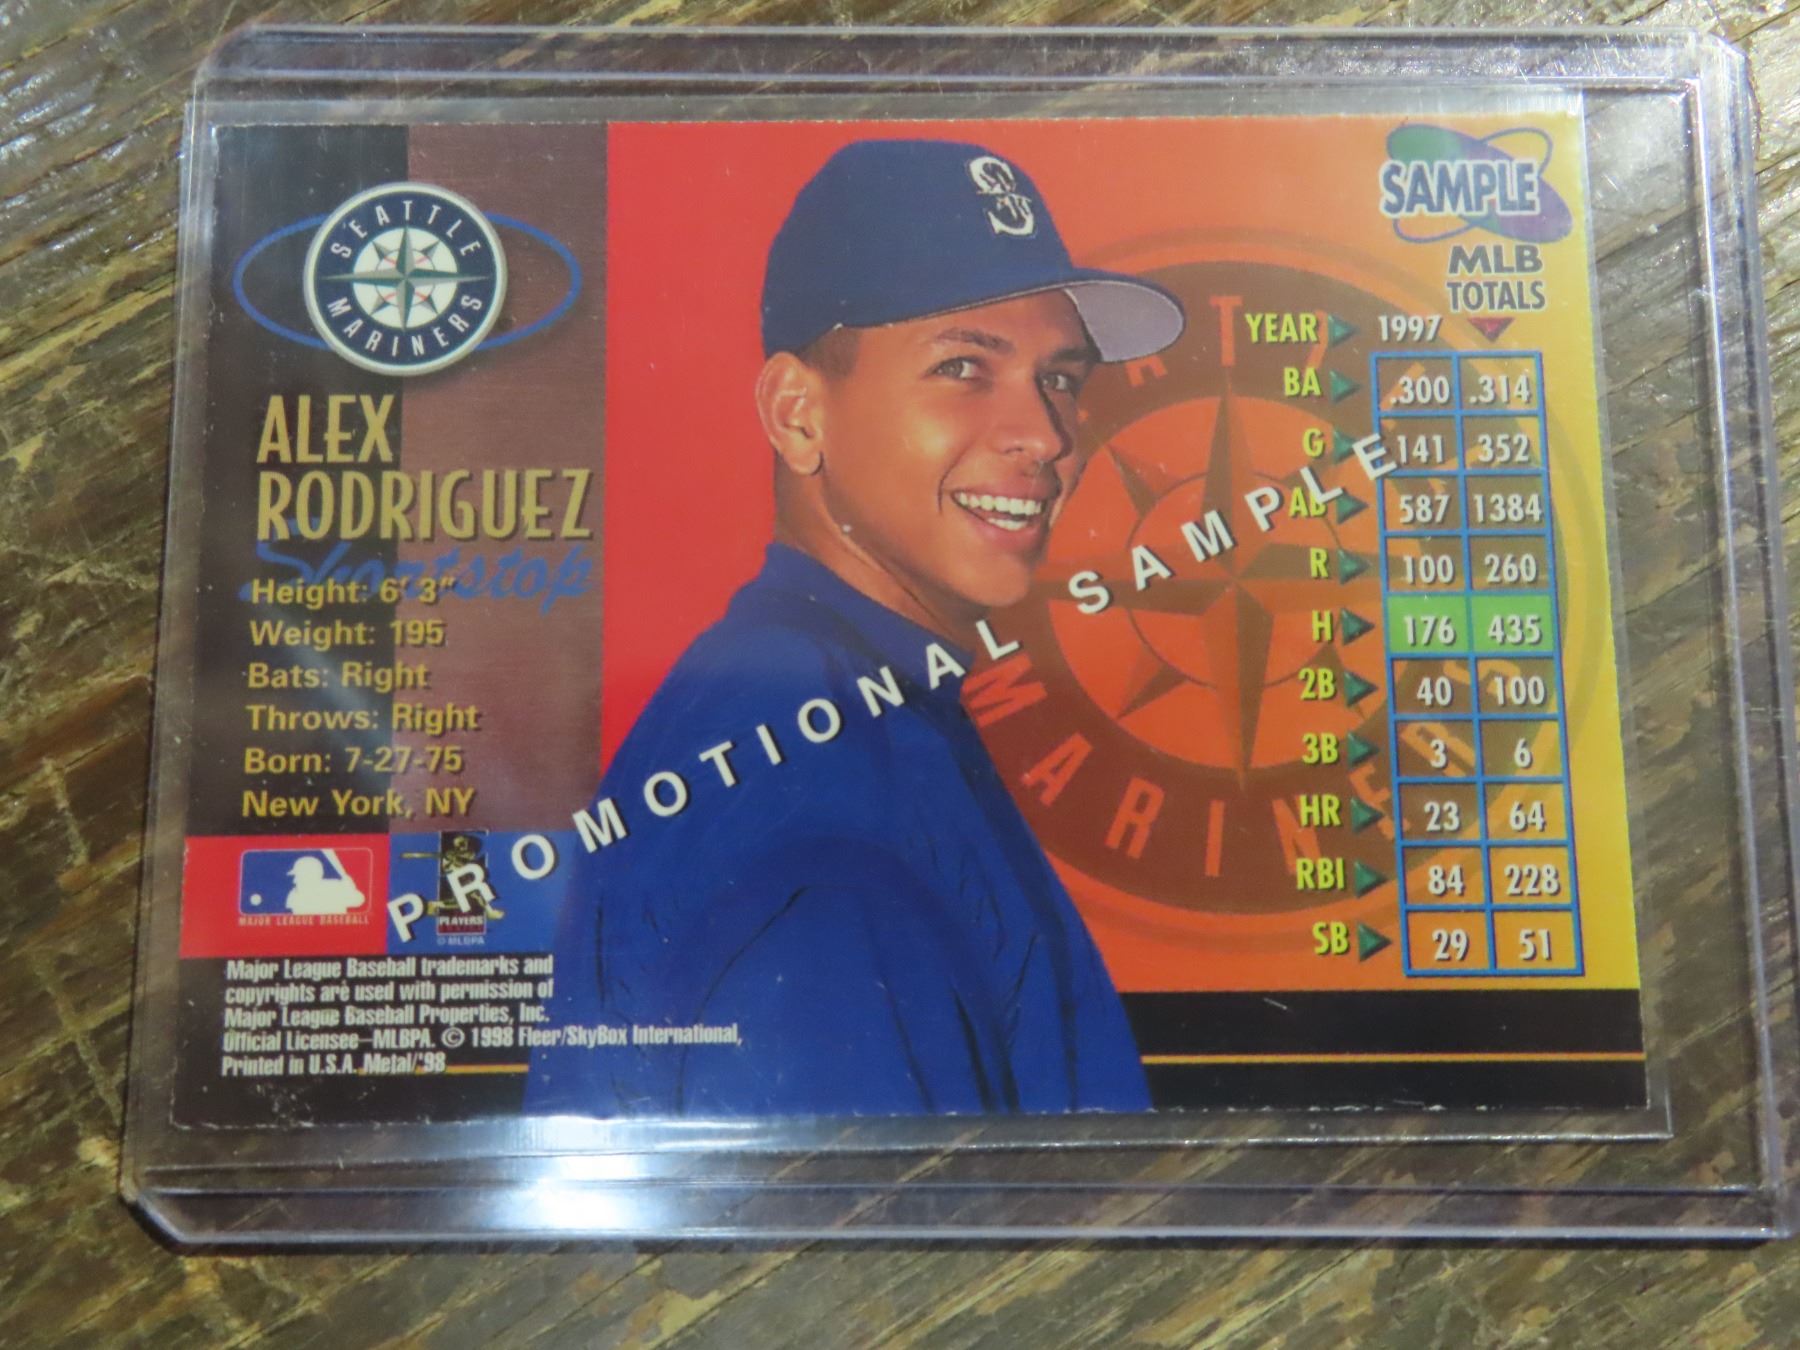 SEATTLE
MARINERS
ALEX
RODRIGUEZ
Shortstop
Height: 6' 3"
Weight: 195
Bats: Right
Throws: Right
Born: 7-27-75
New York, NY
MAJOR LEAGUE BASEBALL
PLAYERS
© MLBPA
Major League Baseball trademarks and
copyrights are used with permission of
Major League Baseball Properties, Inc.
Official Licensee—MLBPA. © 1998 Fleer/SkyBox International,
Printed in U.S.A. Metal/'98
PROMOTIONAL SAMPLE
S
MARINERS
SAMPLE
MLB
TOTALS
YEAR 1997
BA .300 .314
G 141 352
AB 587 1384
R 100 260
H 176 435
2B 40 100
3B 3 6
HR 23 64
RBI 84 228
SB 29 51